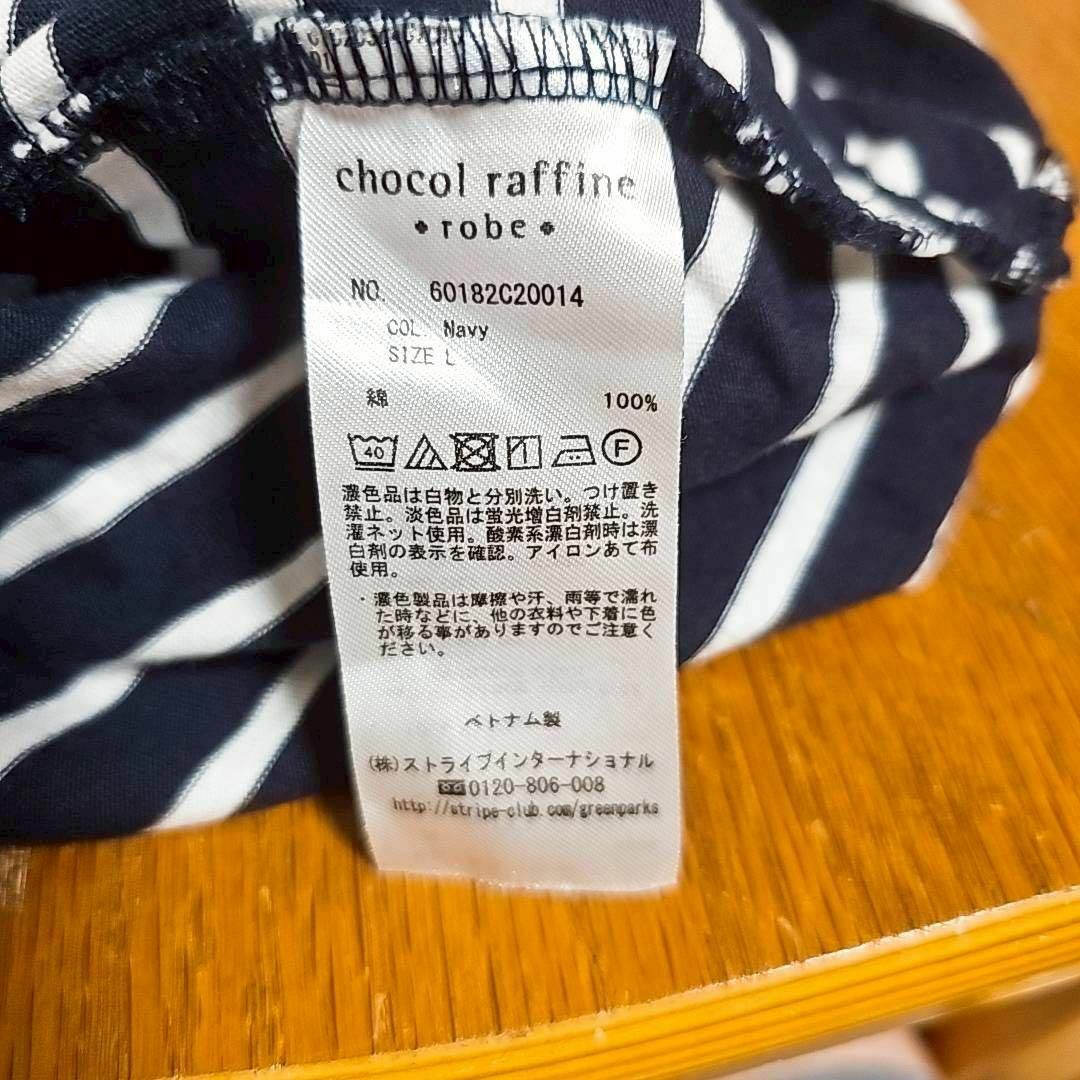 chocol raffine
robe
NO. 60182C20014
COL. Navy
SIZE L
綿 100%
40 F
濃色品は白物と分別洗い。つけ置き
禁止。淡色品は蛍光増白剤禁止。洗
濯ネット使用。酸素系漂白剤時は漂
白剤の表示を確認。アイロンあて布
使用。
・濃色製品は摩擦や汗、雨等で濡れ
た時などに、他の衣料や下着に色
が移る事がありますのでご注意く
ださい。
ベトナム製
(株)ストライプインターナショナル
0120-806-008
http://stripe-club.com/greenparks